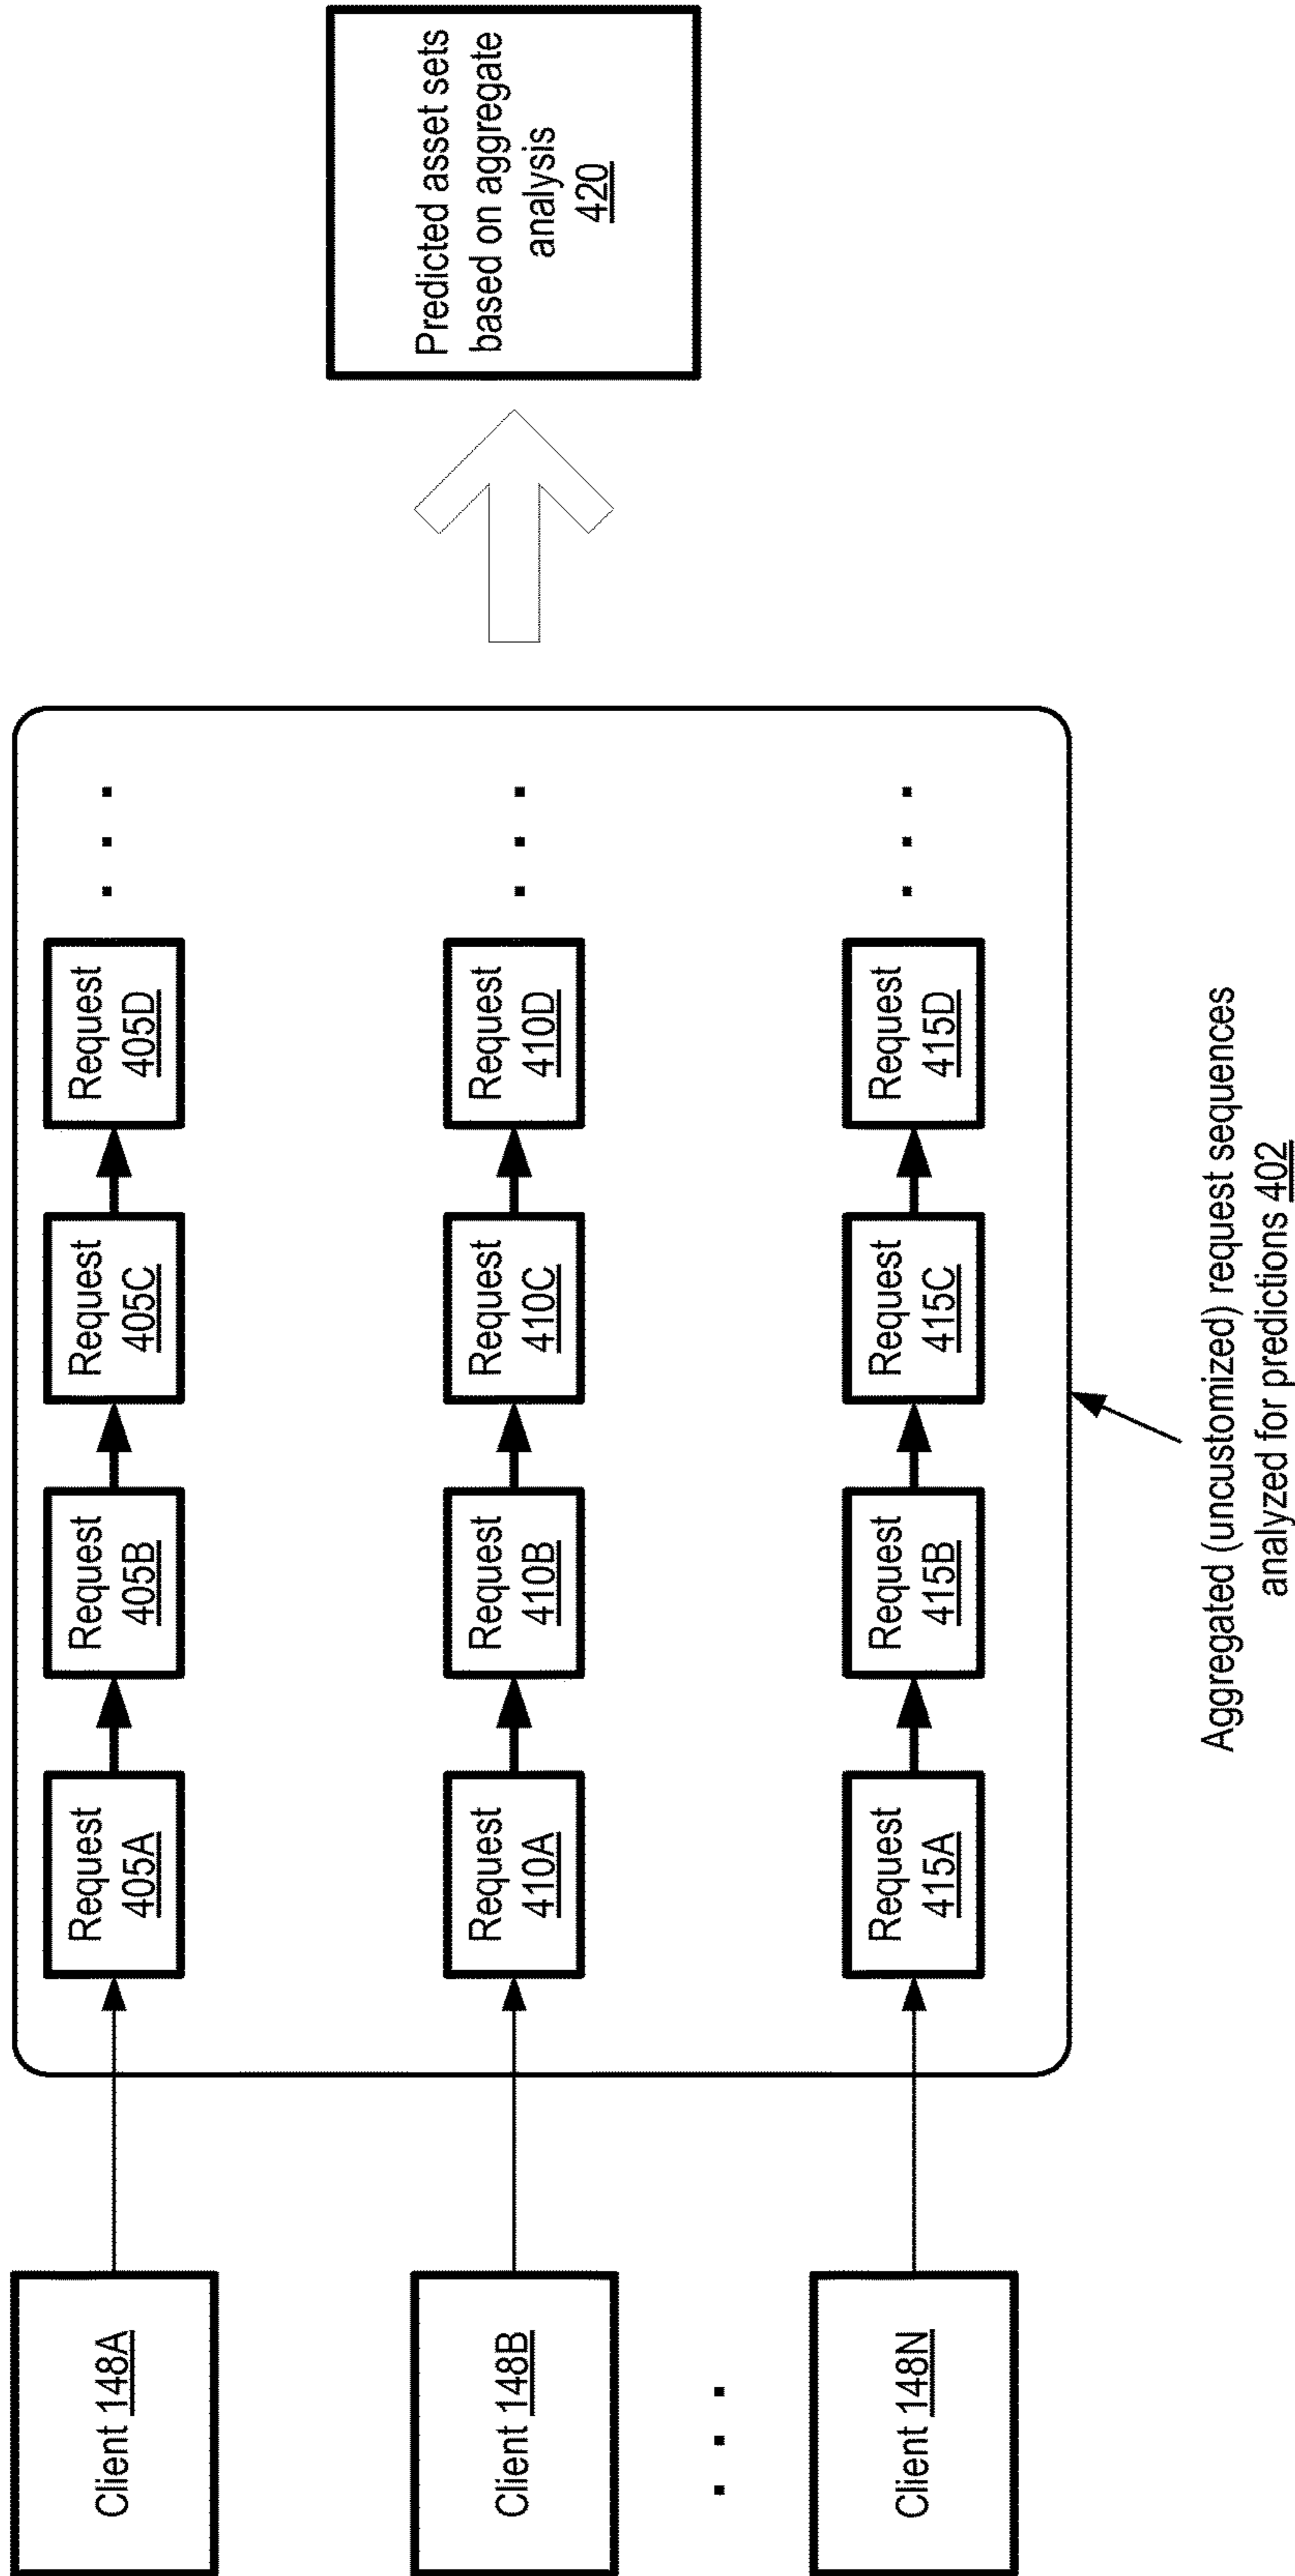 Client 148A
Request
405A
Request
405B
Request
405C
Request
405D
. . .
Client 148B
Request
410A
Request
410B
Request
410C
Request
410D
. . .
. . .
Client 148N
Request
415A
Request
415B
Request
415C
Request
415D
. . .
Predicted asset sets
based on aggregate
analysis
420
Aggregated (uncustomized) request sequences
analyzed for predictions 402